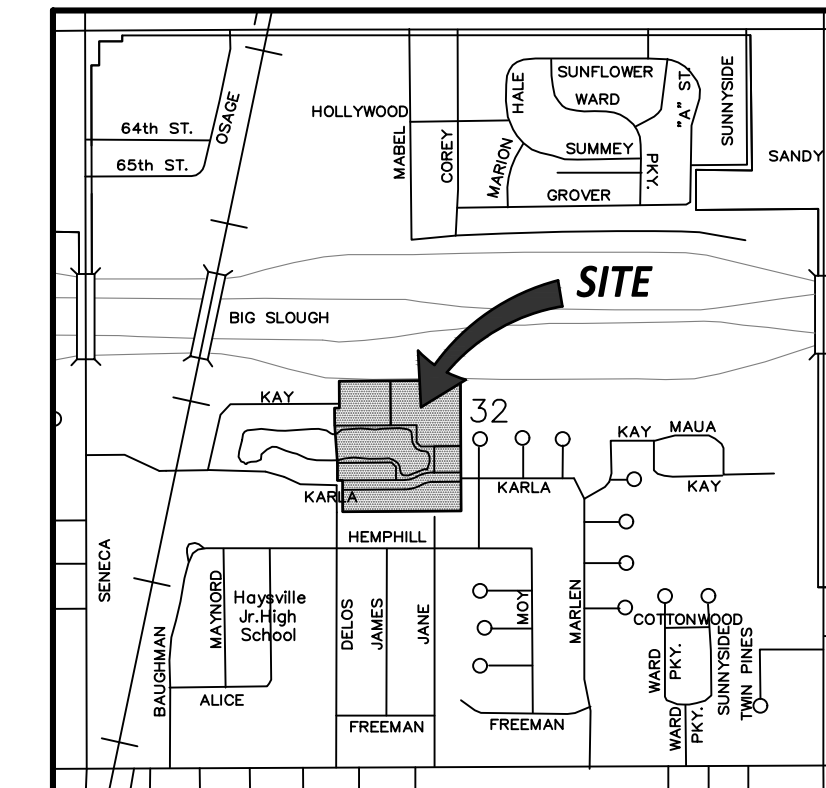 SUNFLOWER
WARD
HALE
"A" ST.
SUNNYSIDE
HOLLYWOOD
OSAGE
64th ST.
65th ST.
MABEL
COREY
MARION
SUMMEY
PKY.
SANDY
GROVER
SITE
BIG SLOUGH
KAY
32
KAY
MAUA
KAY
KARLA
KARLA
HEMPHILL
SENECA
MAYNORD
Haysville
Jr.High
School
DELOS
JAMES
JANE
MOY
MARLEN
COTTONWOOD
BAUGHMAN
WARD
PKY.
SUNNYSIDE
TWIN PINES
ALICE
FREEMAN
FREEMAN
WARD
PKY.